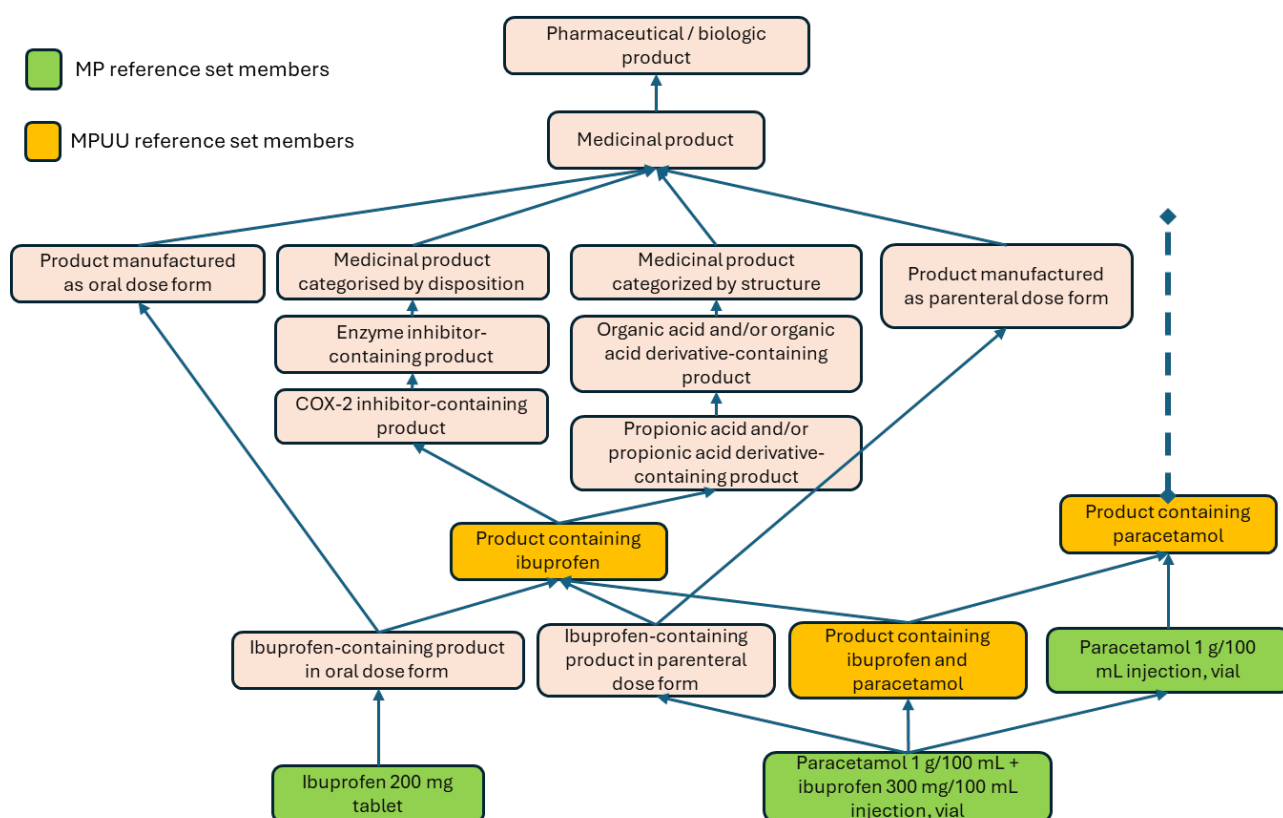 Pharmaceutical / biologic
product
MP reference set members
MPUU reference set members
Medicinal product
Product manufactured
as oral dose form
Medicinal product
categorised by disposition
Medicinal product
categorized by structure
Product manufactured
as parenteral dose form
Enzyme inhibitor-
containing product
Organic acid and/or organic
acid derivative-containing
product
COX-2 inhibitor-containing
product
Propionic acid and/or
propionic acid derivative-
containing product
Product containing
ibuprofen
Product containing
paracetamol
Ibuprofen-containing product
in oral dose form
Ibuprofen-containing
product in parenteral
dose form
Product containing
ibuprofen and
paracetamol
Paracetamol 1 g/100
mL injection, vial
Ibuprofen 200 mg
tablet
Paracetamol 1 g/100 mL +
ibuprofen 300 mg/100 mL
injection, vial